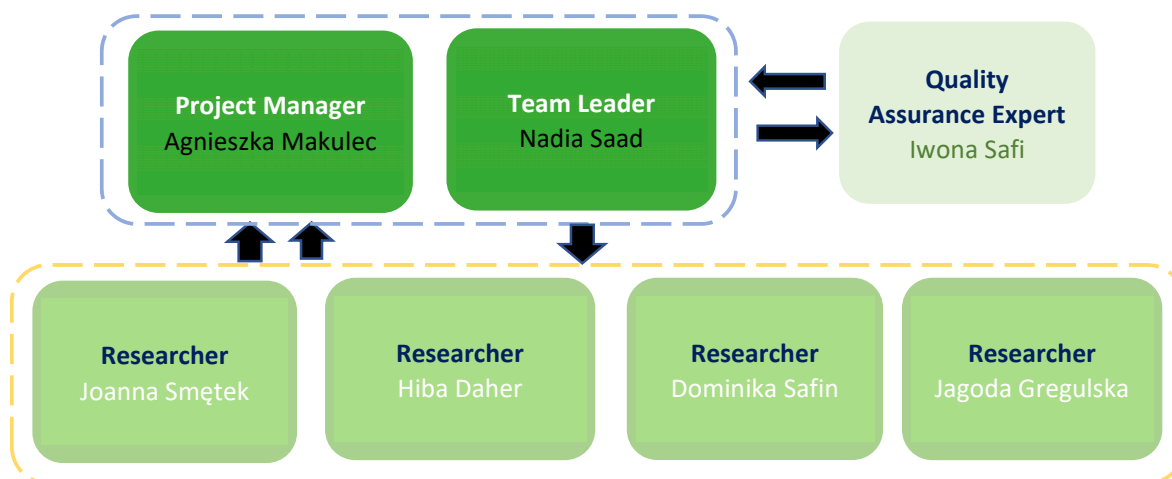 Project Manager
Agnieszka Makulec
Team Leader
Nadia Saad
Quality
Assurance Expert
Iwona Safi
Researcher
Joanna Smętek
Researcher
Hiba Daher
Researcher
Dominika Safin
Researcher
Jagoda Gregulska